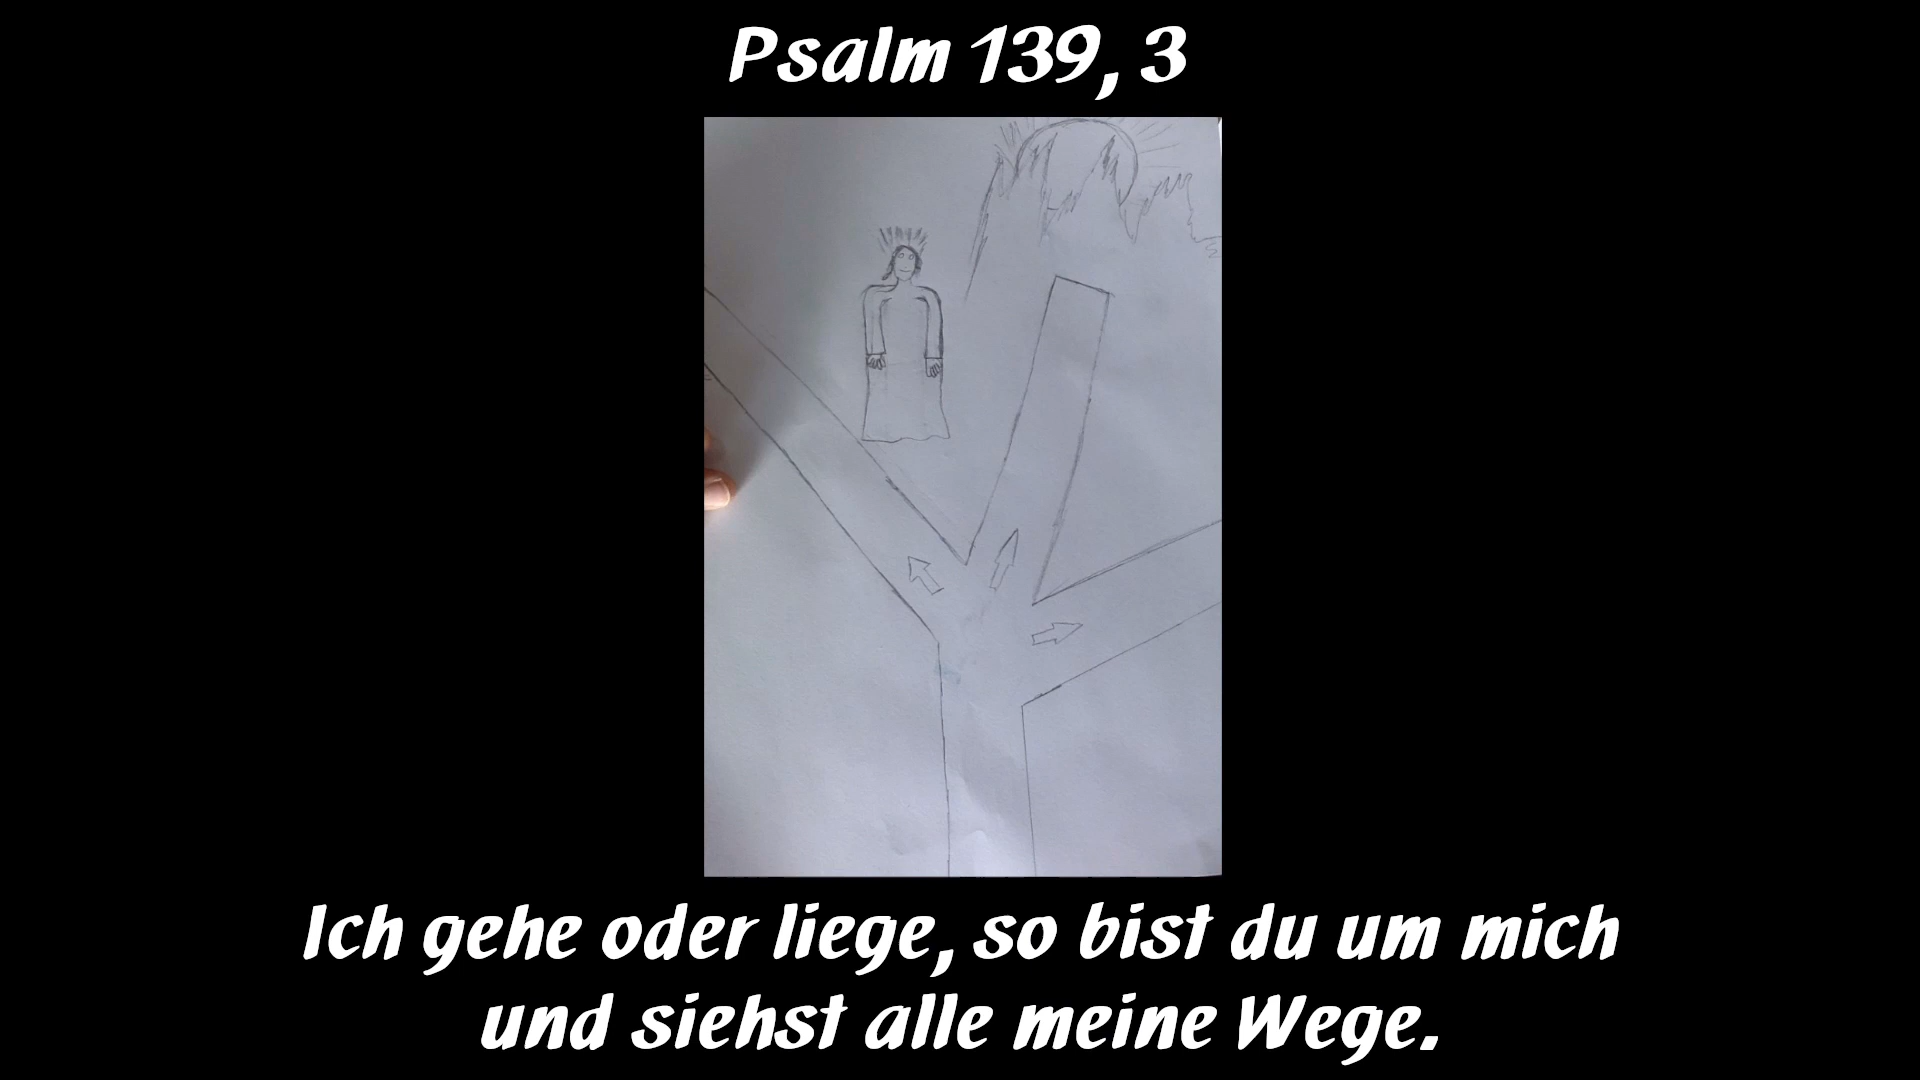 Psalm 139, 3
Ich gehe oder liege, so bist du um mich
und siehst alle meine Wege.